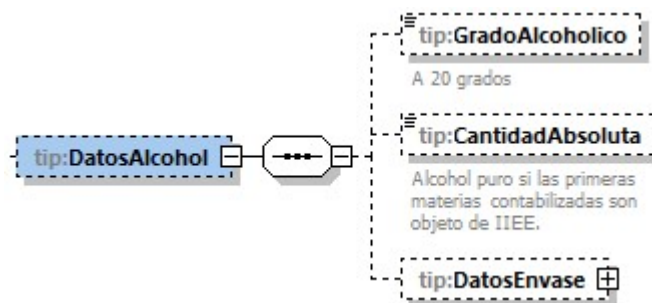 tip:GradoAlcoholico
A 20 grados
tip:DatosAlcohol
tip:CantidadAbsoluta
Alcohol puro si las primeras
materias contabilizadas son
objeto de IIEE.
tip:DatosEnvase